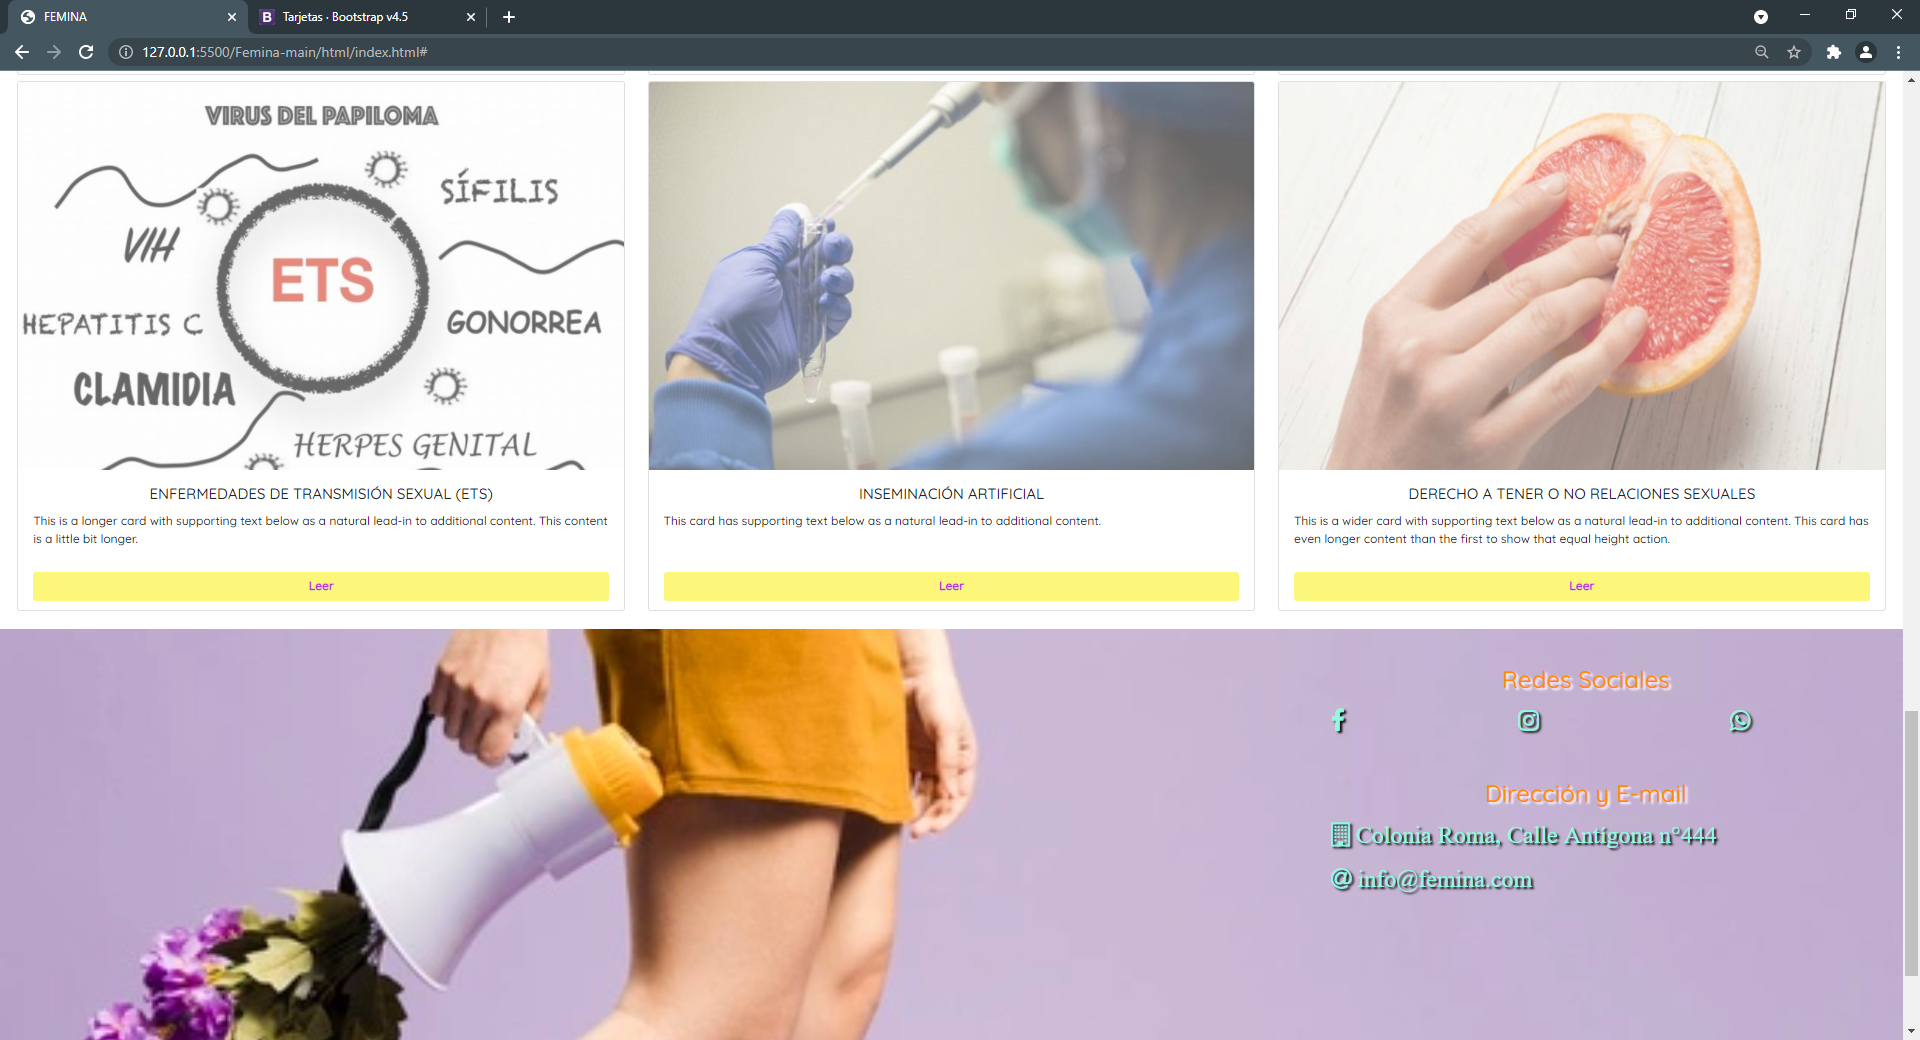 FEMINA
Tarjetas · Bootstrap v4.5
127.0.0.1:5500/Femina-main/html/index.html#
VIRUS DEL PAPILOMA
SÍFILIS
VIH
ETS
HEPATITIS C
GONORREA
CLAMIDIA
HERPES GENITAL
ENFERMEDADES DE TRANSMISIÓN SEXUAL (ETS)
This is a longer card with supporting text below as a natural lead-in to additional content. This content
is a little bit longer.
Leer
INSEMINACIÓN ARTIFICIAL
This card has supporting text below as a natural lead-in to additional content.
Leer
DERECHO A TENER O NO RELACIONES SEXUALES
This is a wider card with supporting text below as a natural lead-in to additional content. This card has
even longer content than the first to show that equal height action.
Leer
Redes Sociales
Dirección y E-mail
Colonia Roma, Calle Antígona n°444
info@femina.com